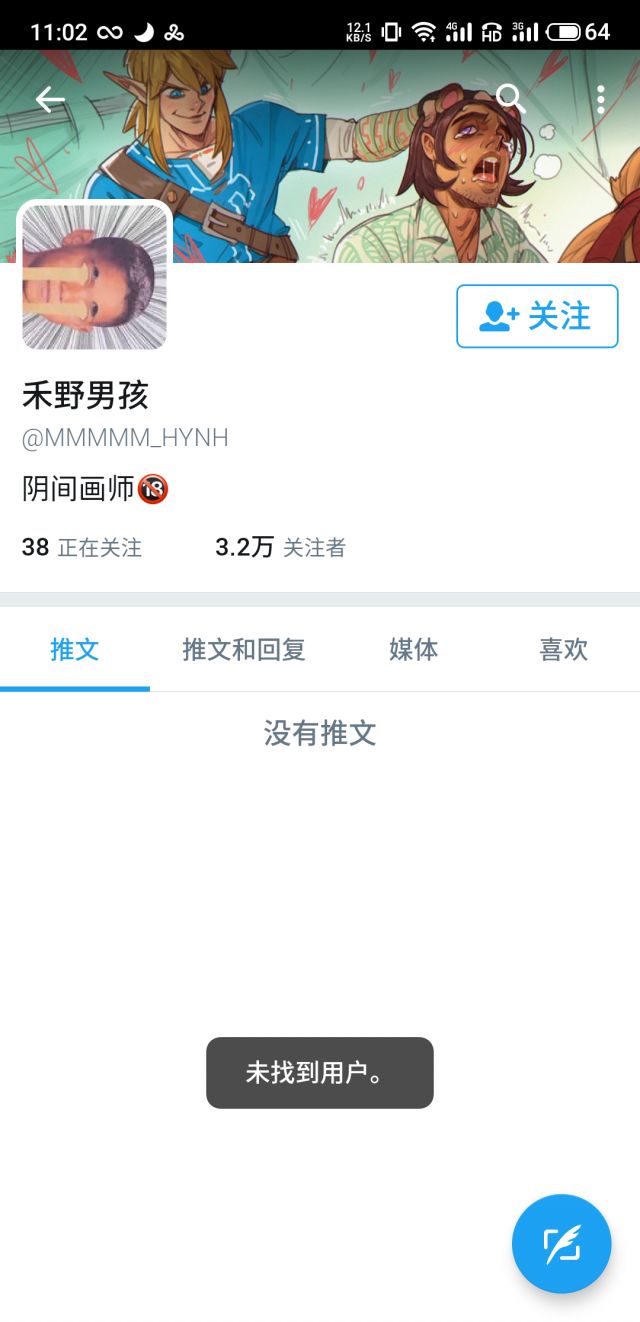 11:02
12.1 KB/S
4G
HD
3G
64
关注
禾野男孩
@MMMMM_HYNH
阴间画师🔞
38 正在关注 3.2万 关注者
推文 推文和回复 媒体 喜欢
没有推文
未找到用户。